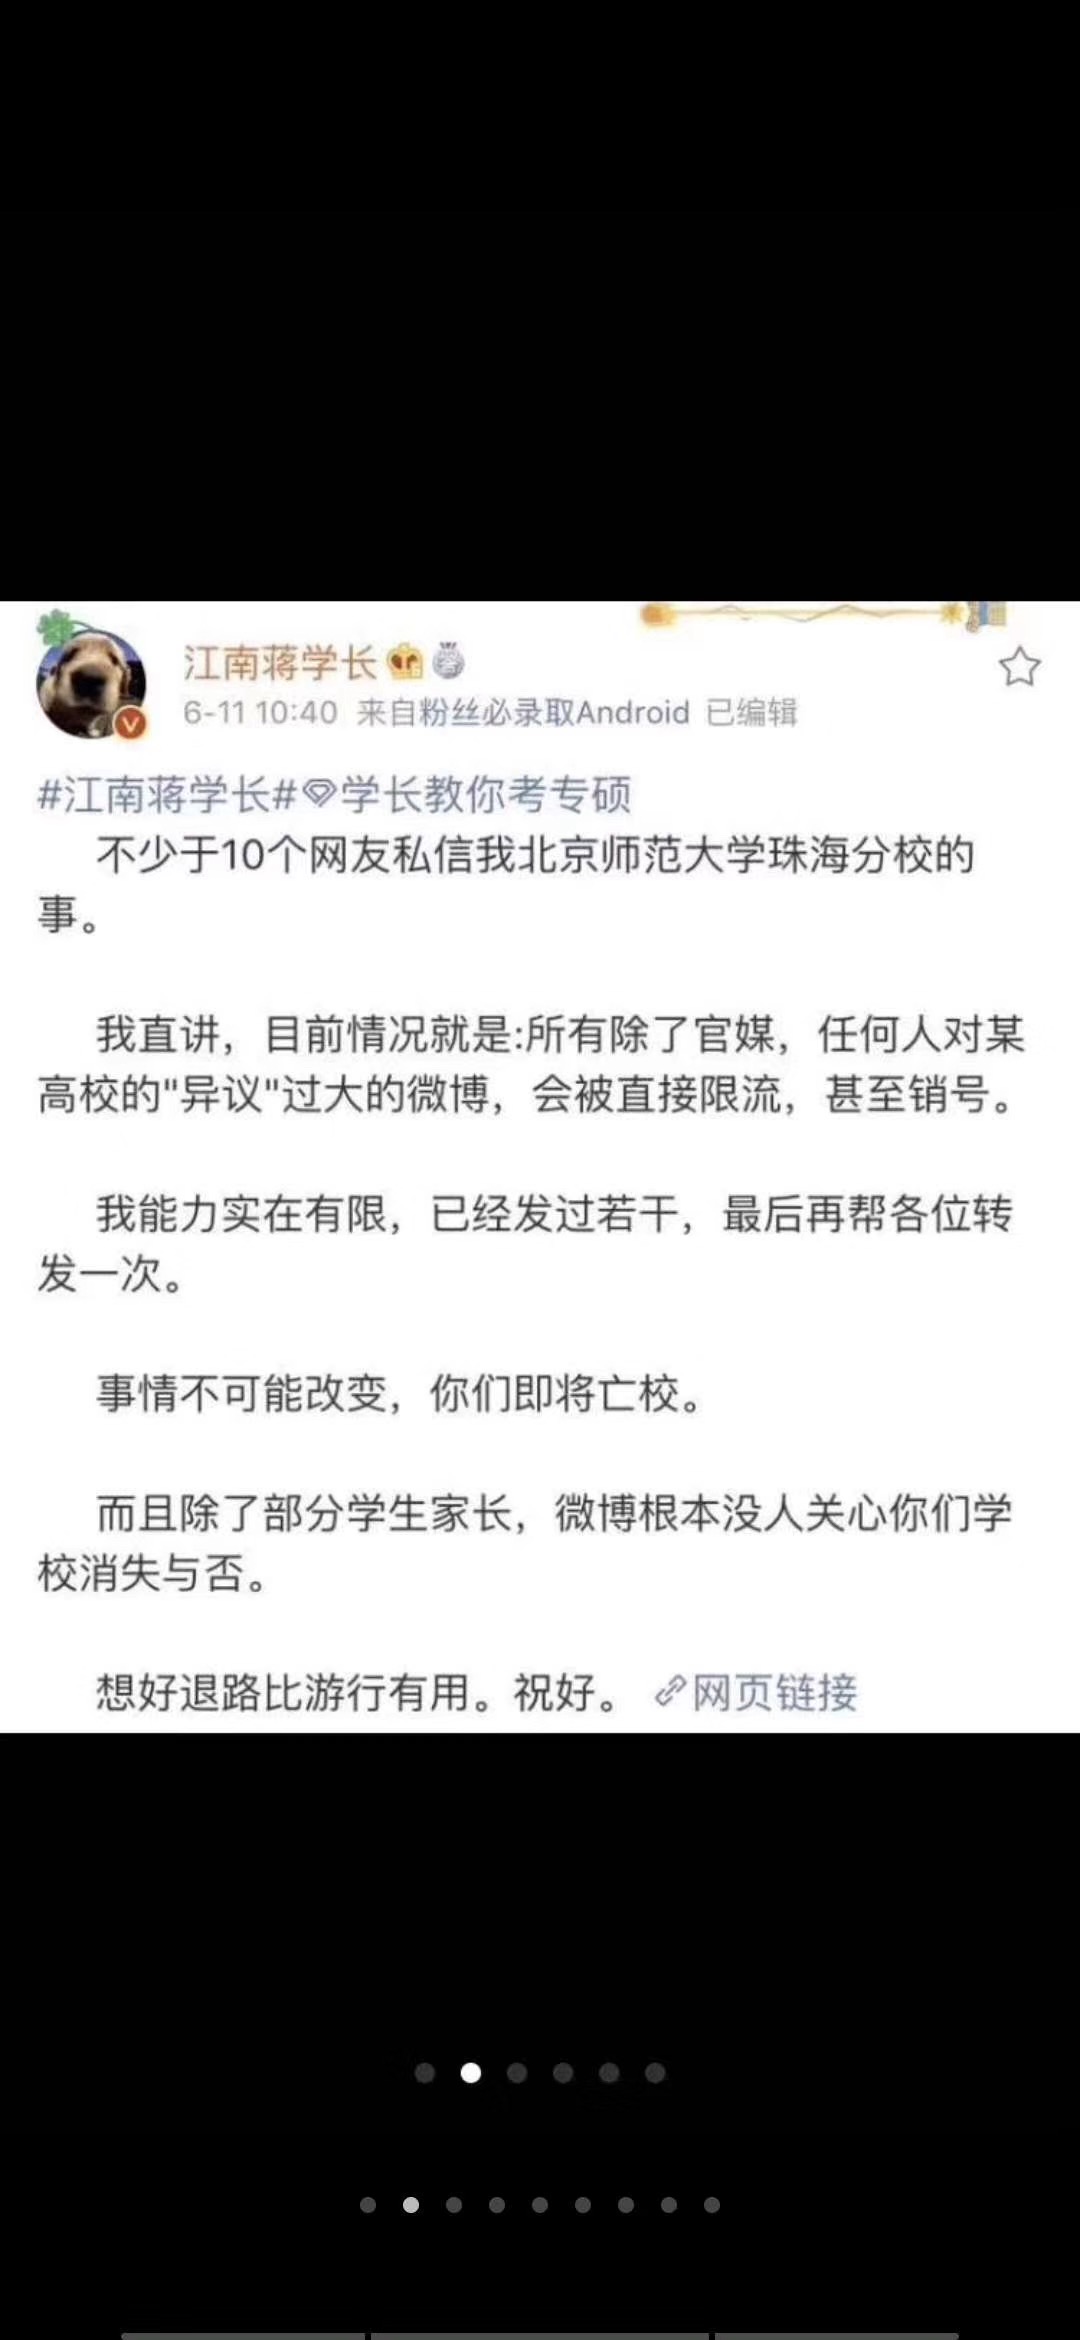 江南蒋学长
6-11 10:40 来自粉丝必录取Android 已编辑
#江南蒋学长#学长教你考专硕
不少于10个网友私信我北京师范大学珠海分校的
事。
我直讲，目前情况就是:所有除了官媒，任何人对某
高校的"异议"过大的微博，会被直接限流，甚至销号。
我能力实在有限，已经发过若干，最后再帮各位转
发一次。
事情不可能改变，你们即将亡校。
而且除了部分学生家长，微博根本没人关心你们学
校消失与否。
想好退路比游行有用。祝好。 网页链接